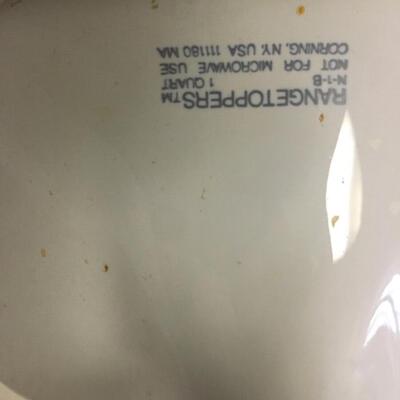 RANGETOPPERS™
N-1-B 1 QUART
NOT FOR MICROWAVE USE
CORNING, NY. USA 111180 MA